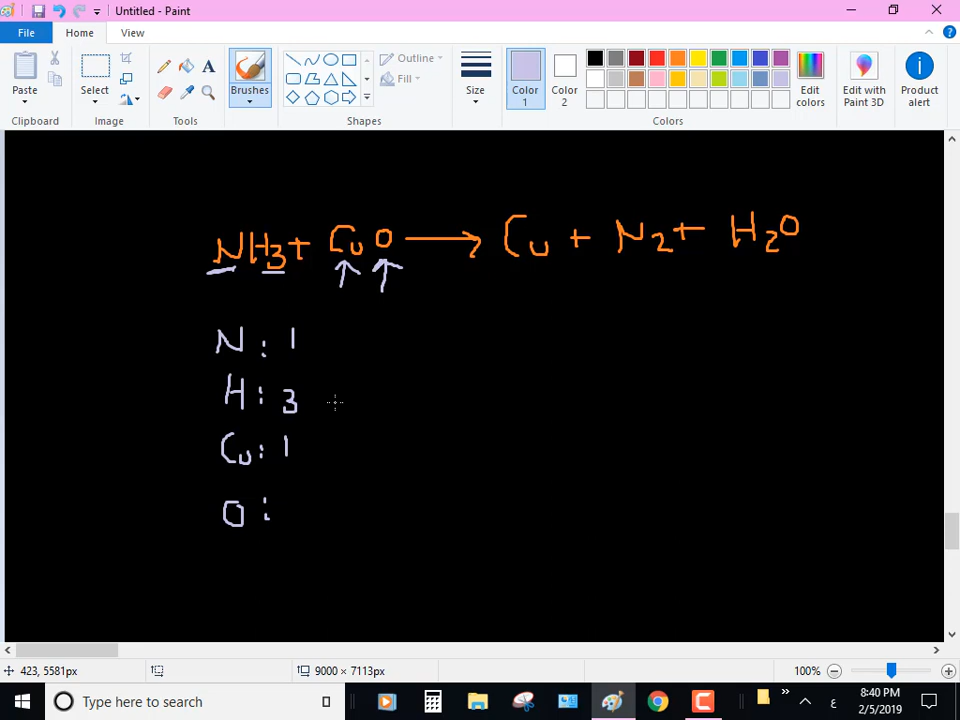 Untitled - Paint
File Home View
Paste Select Brushes Outline Fill Size Color 1 Color 2 Edit colors Edit with Paint 3D Product alert
Clipboard Image Tools Shapes Colors
NH3 + CuO → Cu + N2 + H2O
N : 1
H : 3
Cu : 1
O :
423, 5581px 9000 × 7113px 100%
Type here to search ع 8:40 PM
2/5/2019